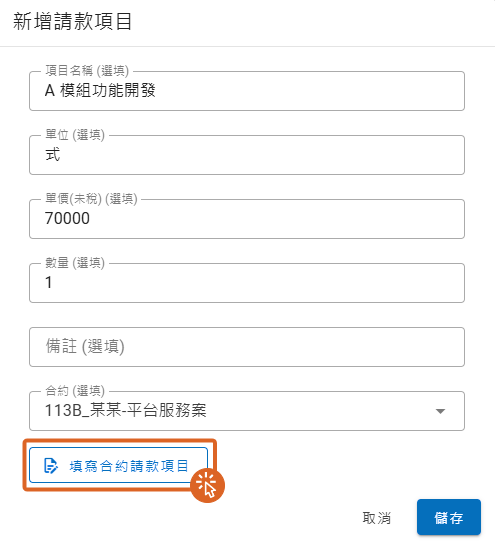 新增請款項目
項目名稱 (選填)
A 模組功能開發
單位 (選填)
式
單價(未稅) (選填)
70000
數量 (選填)
1
備註 (選填)
合約 (選填)
113B_某某-平台服務案
填寫合約請款項目
取消
儲存